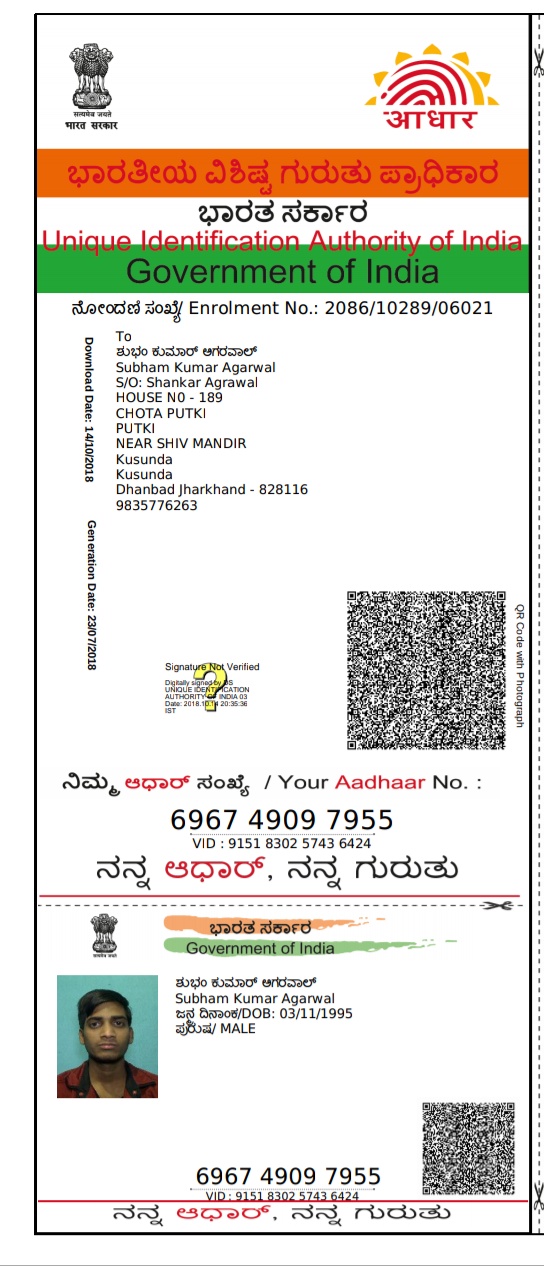 सत्यमेव जयते
भारत सरकार
आधार
ಭಾರತೀಯ ವಿಶಿಷ್ಟ ಗುರುತು ಪ್ರಾಧಿಕಾರ
ಭಾರತ ಸರ್ಕಾರ
Unique Identification Authority of India
Government of India
ನೋಂದಣಿ ಸಂಖ್ಯೆ/ Enrolment No.: 2086/10289/06021
Download Date: 14/10/2018
To
ಶುಭಂ ಕುಮಾರ್ ಅಗರವಾಲ್
Subham Kumar Agarwal
S/O: Shankar Agrawal
HOUSE N0 - 189
CHOTA PUTKI
PUTKI
NEAR SHIV MANDIR
Kusunda
Kusunda
Dhanbad Jharkhand - 828116
9835776263
Generation Date: 23/07/2018
QR Code with Photograph
Signature Not Verified
Digitally signed by DS
UNIQUE IDENTIFICATION
AUTHORITY OF INDIA 03
Date: 2018.10.14 20:35:36
IST
ನಿಮ್ಮ ಆಧಾರ್ ಸಂಖ್ಯೆ / Your Aadhaar No. :
6967 4909 7955
VID : 9151 8302 5743 6424
ನನ್ನ ಆಧಾರ್, ನನ್ನ ಗುರುತು
ಭಾರತ ಸರ್ಕಾರ
Government of India
ಶುಭಂ ಕುಮಾರ್ ಅಗರವಾಲ್
Subham Kumar Agarwal
ಜನ್ಮ ದಿನಾಂಕ/DOB: 03/11/1995
ಪುರುಷ/ MALE
6967 4909 7955
VID : 9151 8302 5743 6424
ನನ್ನ ಆಧಾರ್, ನನ್ನ ಗುರುತು